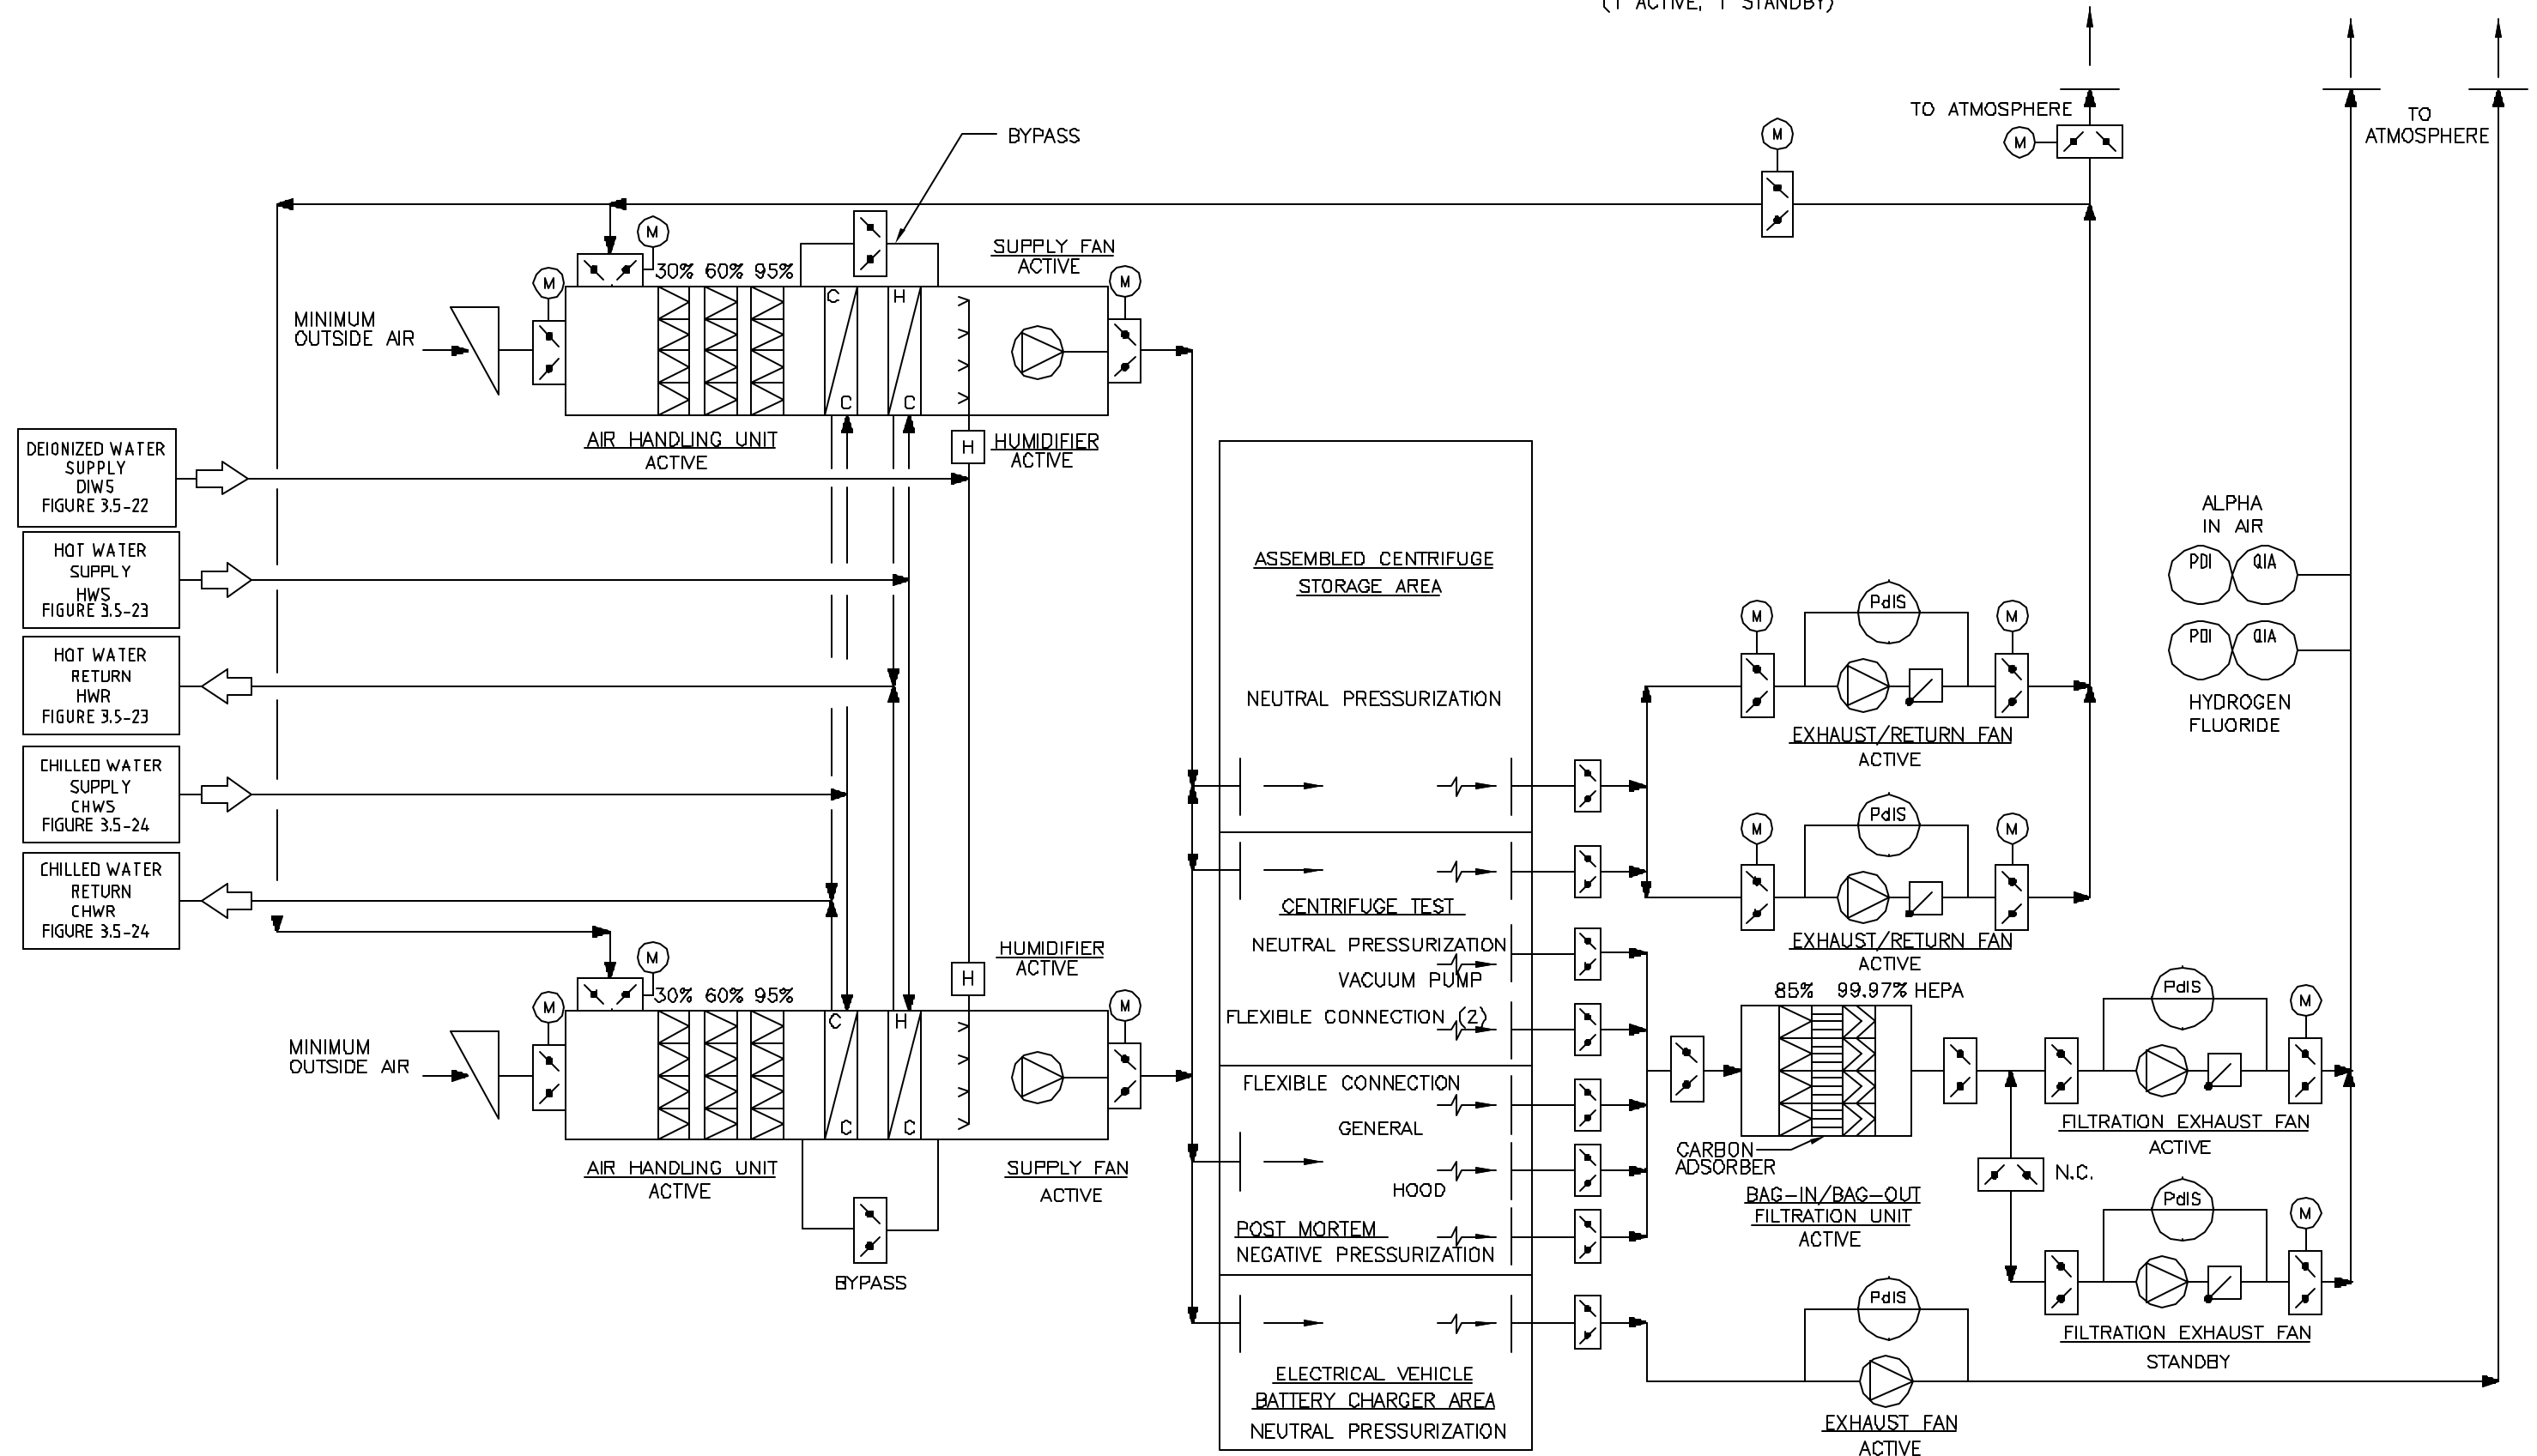 (1 ACTIVE, 1 STANDBY)
TO ATMOSPHERE
M
M
TO
ATMOSPHERE
BYPASS
M
30% 60% 95%
SUPPLY FAN
ACTIVE
M
M
C
H
MINIMUM
OUTSIDE AIR
C
C
AIR HANDLING UNIT
ACTIVE
H
HUMIDIFIER
ACTIVE
DEIONIZED WATER
SUPPLY
DIWS
FIGURE 3.5-22
HOT WATER
SUPPLY
HWS
FIGURE 3.5-23
HOT WATER
RETURN
HWR
FIGURE 3.5-23
CHILLED WATER
SUPPLY
CHWS
FIGURE 3.5-24
CHILLED WATER
RETURN
CHWR
FIGURE 3.5-24
HUMIDIFIER
ACTIVE
H
M
30% 60% 95%
M
M
C
H
MINIMUM
OUTSIDE AIR
C
C
AIR HANDLING UNIT
ACTIVE
SUPPLY FAN
ACTIVE
BYPASS
ASSEMBLED CENTRIFUGE
STORAGE AREA
NEUTRAL PRESSURIZATION
CENTRIFUGE TEST
NEUTRAL PRESSURIZATION
VACUUM PUMP
FLEXIBLE CONNECTION (2)
FLEXIBLE CONNECTION
GENERAL
HOOD
POST MORTEM
NEGATIVE PRESSURIZATION
ELECTRICAL VEHICLE
BATTERY CHARGER AREA
NEUTRAL PRESSURIZATION
M
PdIS
M
EXHAUST/RETURN FAN
ACTIVE
M
PdIS
M
EXHAUST/RETURN FAN
ACTIVE
ALPHA
IN AIR
PDI
QIA
PDI
QIA
HYDROGEN
FLUORIDE
85% 99.97% HEPA
CARBON
ADSORBER
BAG-IN/BAG-OUT
FILTRATION UNIT
ACTIVE
PdIS
M
FILTRATION EXHAUST FAN
ACTIVE
N.C.
PdIS
M
FILTRATION EXHAUST FAN
STANDBY
PdIS
EXHAUST FAN
ACTIVE